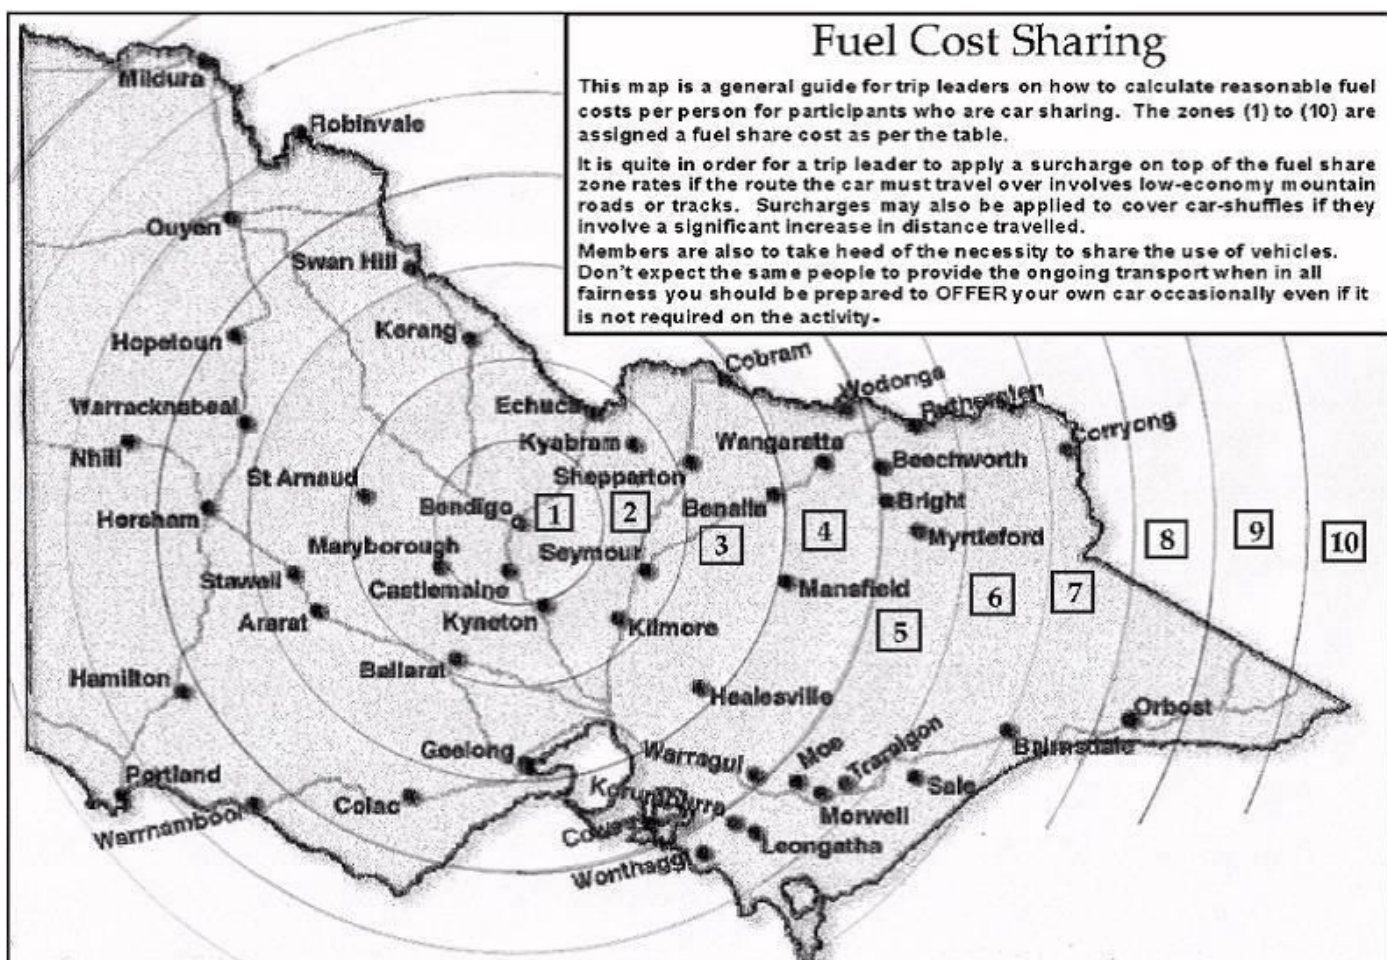 Fuel Cost Sharing
This map is a general guide for trip leaders on how to calculate reasonable fuel
costs per person for participants who are car sharing. The zones (1) to (10) are
assigned a fuel share cost as per the table.
It is quite in order for a trip leader to apply a surcharge on top of the fuel share
zone rates if the route the car must travel over involves low-economy mountain
roads or tracks. Surcharges may also be applied to cover car-shuffles if they
involve a significant increase in distance travelled.
Members are also to take heed of the necessity to share the use of vehicles.
Don't expect the same people to provide the ongoing transport when in all
fairness you should be prepared to OFFER your own car occasionally even if it
is not required on the activity.
Mildura
Robinvale
Ouyen
Swan Hill
Hopetoun
Kerang
Cobram
Wodonga
Rutherglen
Warracknabeal
Echuca
Corryong
Nhill
Kyabram
Wangaratta
St Arnaud
Shepparton
Beechworth
Horsham
Bendigo
1
2
Benalla
Bright
3
4
8
9
10
Maryborough
Seymour
Myrtleford
Stawell
Castlemaine
Mansfield
6
7
Ararat
Kyneton
Kilmore
5
Ballarat
Hamilton
Healesville
Orbost
Geelong
Warragul
Moe
Traralgon
Bairnsdale
Portland
Sale
Colac
Korumburra
Morwell
Warrnambool
Leongatha
Wonthaggi